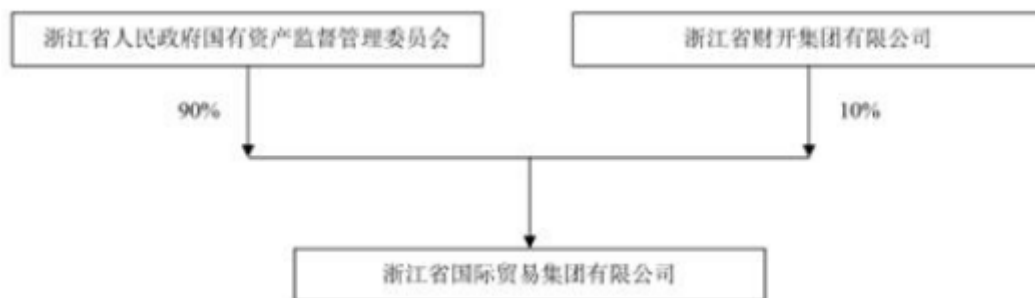 浙江省人民政府国有资产监督管理委员会
浙江省财开集团有限公司
90%
10%
浙江省国际贸易集团有限公司